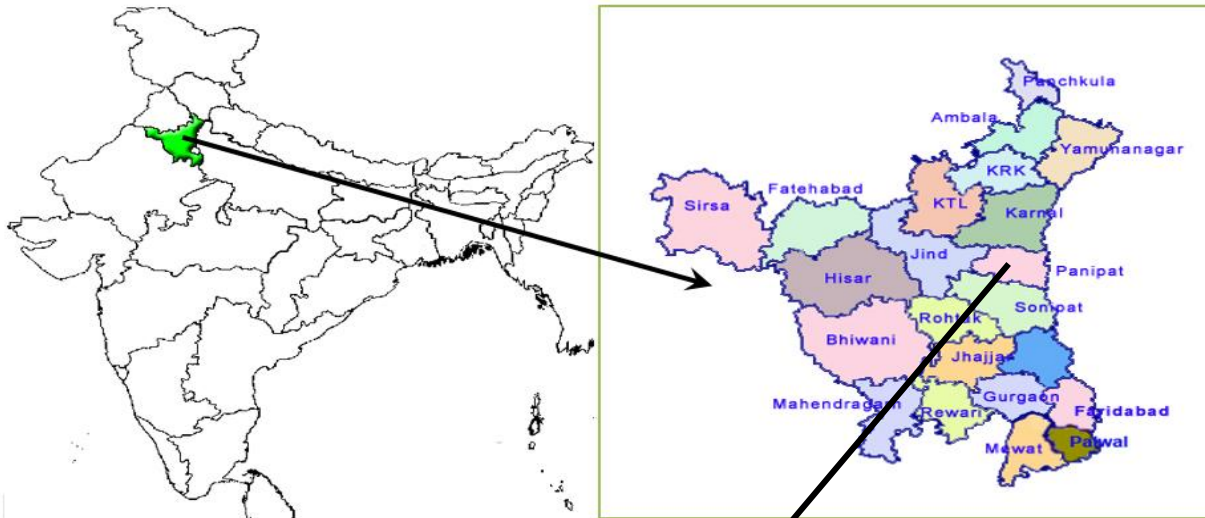 Panchkula
Ambala
Yamunanagar
KRK
Fatehabad
Sirsa
KTL
Karnal
Jind
Hisar
Panipat
Sonipat
Rohtak
Bhiwani
Jhajja
Mahendragarh
Rewari
Gurgaon
Faridabad
Mewat
Palwal